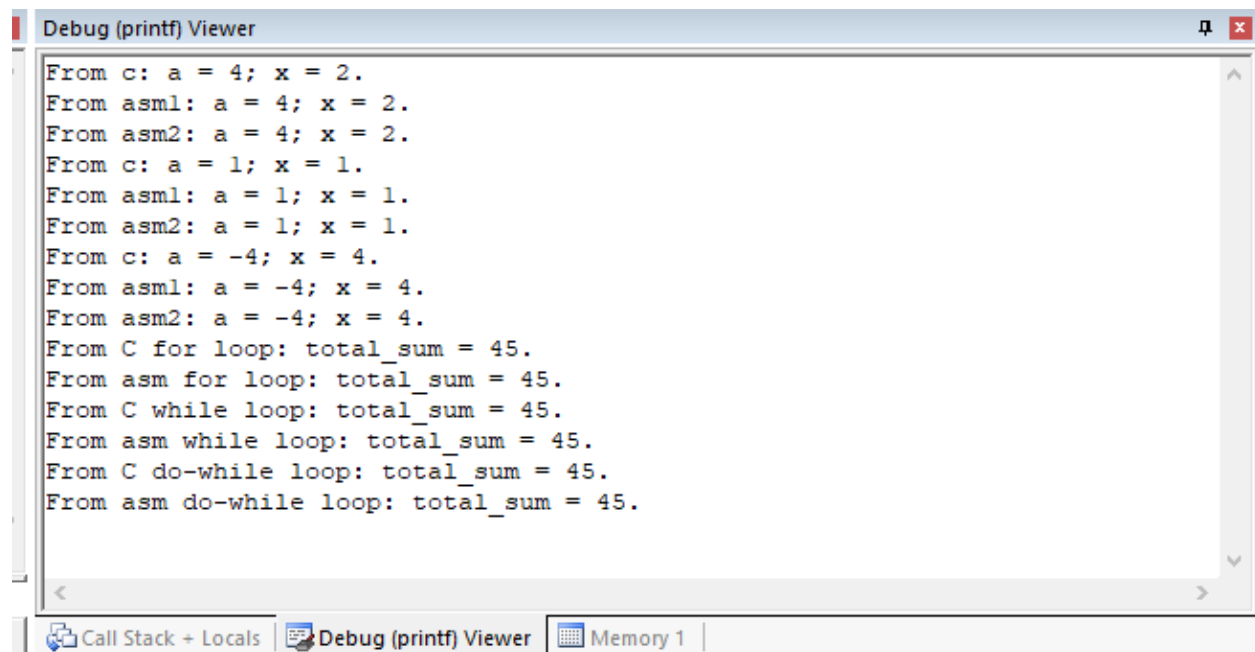 Debug (printf) Viewer
From c: a = 4; x = 2.
From asm1: a = 4; x = 2.
From asm2: a = 4; x = 2.
From c: a = 1; x = 1.
From asm1: a = 1; x = 1.
From asm2: a = 1; x = 1.
From c: a = -4; x = 4.
From asm1: a = -4; x = 4.
From asm2: a = -4; x = 4.
From C for loop: total_sum = 45.
From asm for loop: total_sum = 45.
From C while loop: total_sum = 45.
From asm while loop: total_sum = 45.
From C do-while loop: total_sum = 45.
From asm do-while loop: total_sum = 45.
Call Stack + Locals Debug (printf) Viewer Memory 1